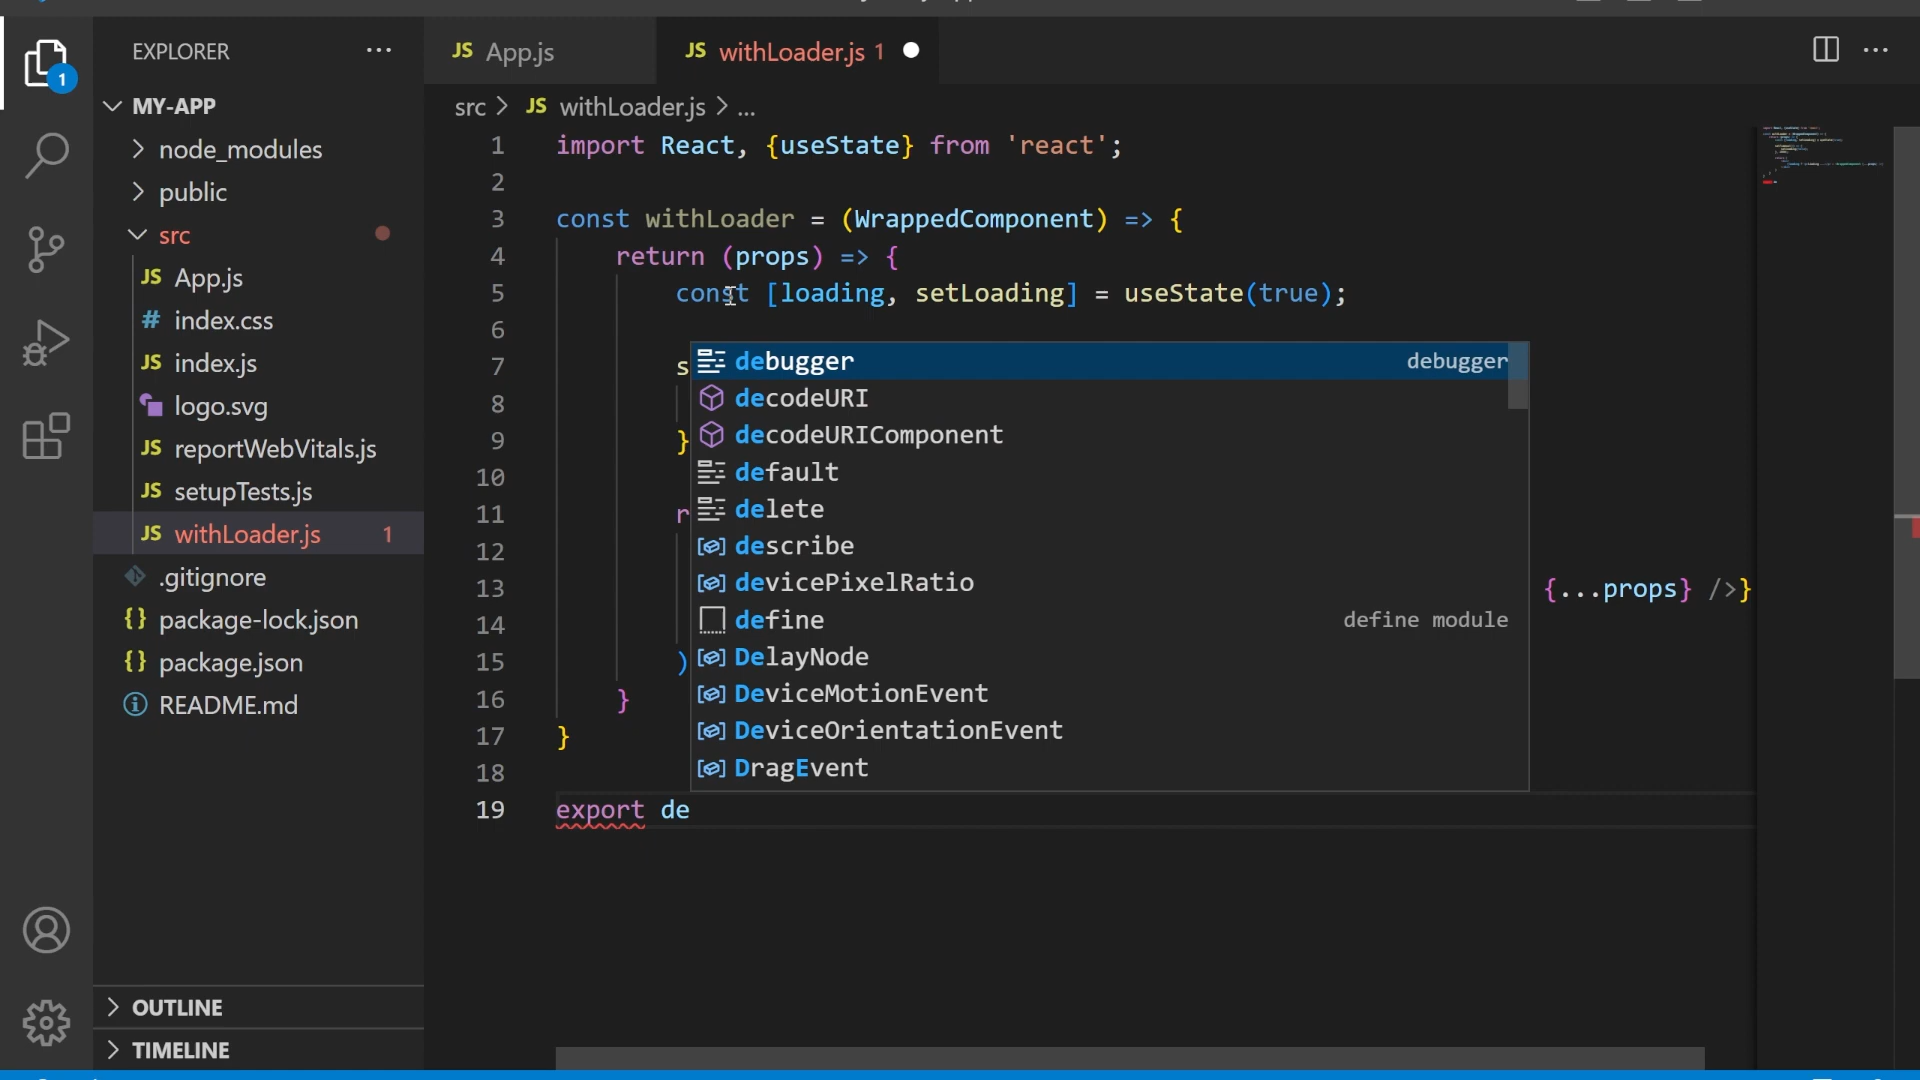 EXPLORER
MY-APP
node_modules
public
src
JS App.js
# index.css
JS index.js
logo.svg
JS reportWebVitals.js
JS setupTests.js
JS withLoader.js 1
.gitignore
{} package-lock.json
{} package.json
README.md
OUTLINE
TIMELINE
1
JS App.js
JS withLoader.js 1
src > JS withLoader.js > ...
1 import React, {useState} from 'react';
2
3 const withLoader = (WrappedComponent) => {
4 return (props) => {
5 const [loading, setLoading] = useState(true);
6
7 s
8
9 }
10
11 r
12
13 {...props} />}
14
15 )
16 }
17 }
18
19 export de
debugger debugger
decodeURI
decodeURIComponent
default
delete
describe
devicePixelRatio
define define module
DelayNode
DeviceMotionEvent
DeviceOrientationEvent
DragEvent